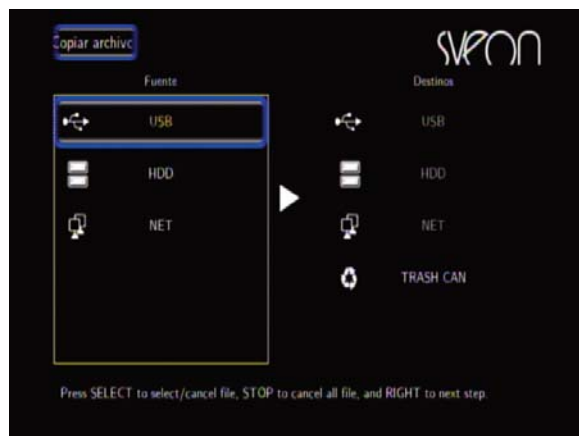 Copiar archivo
sveon
Fuente
Destinos
USB
USB
HDD
HDD
NET
NET
TRASH CAN
Press SELECT to select/cancel file, STOP to cancel all file, and RIGHT to next step.